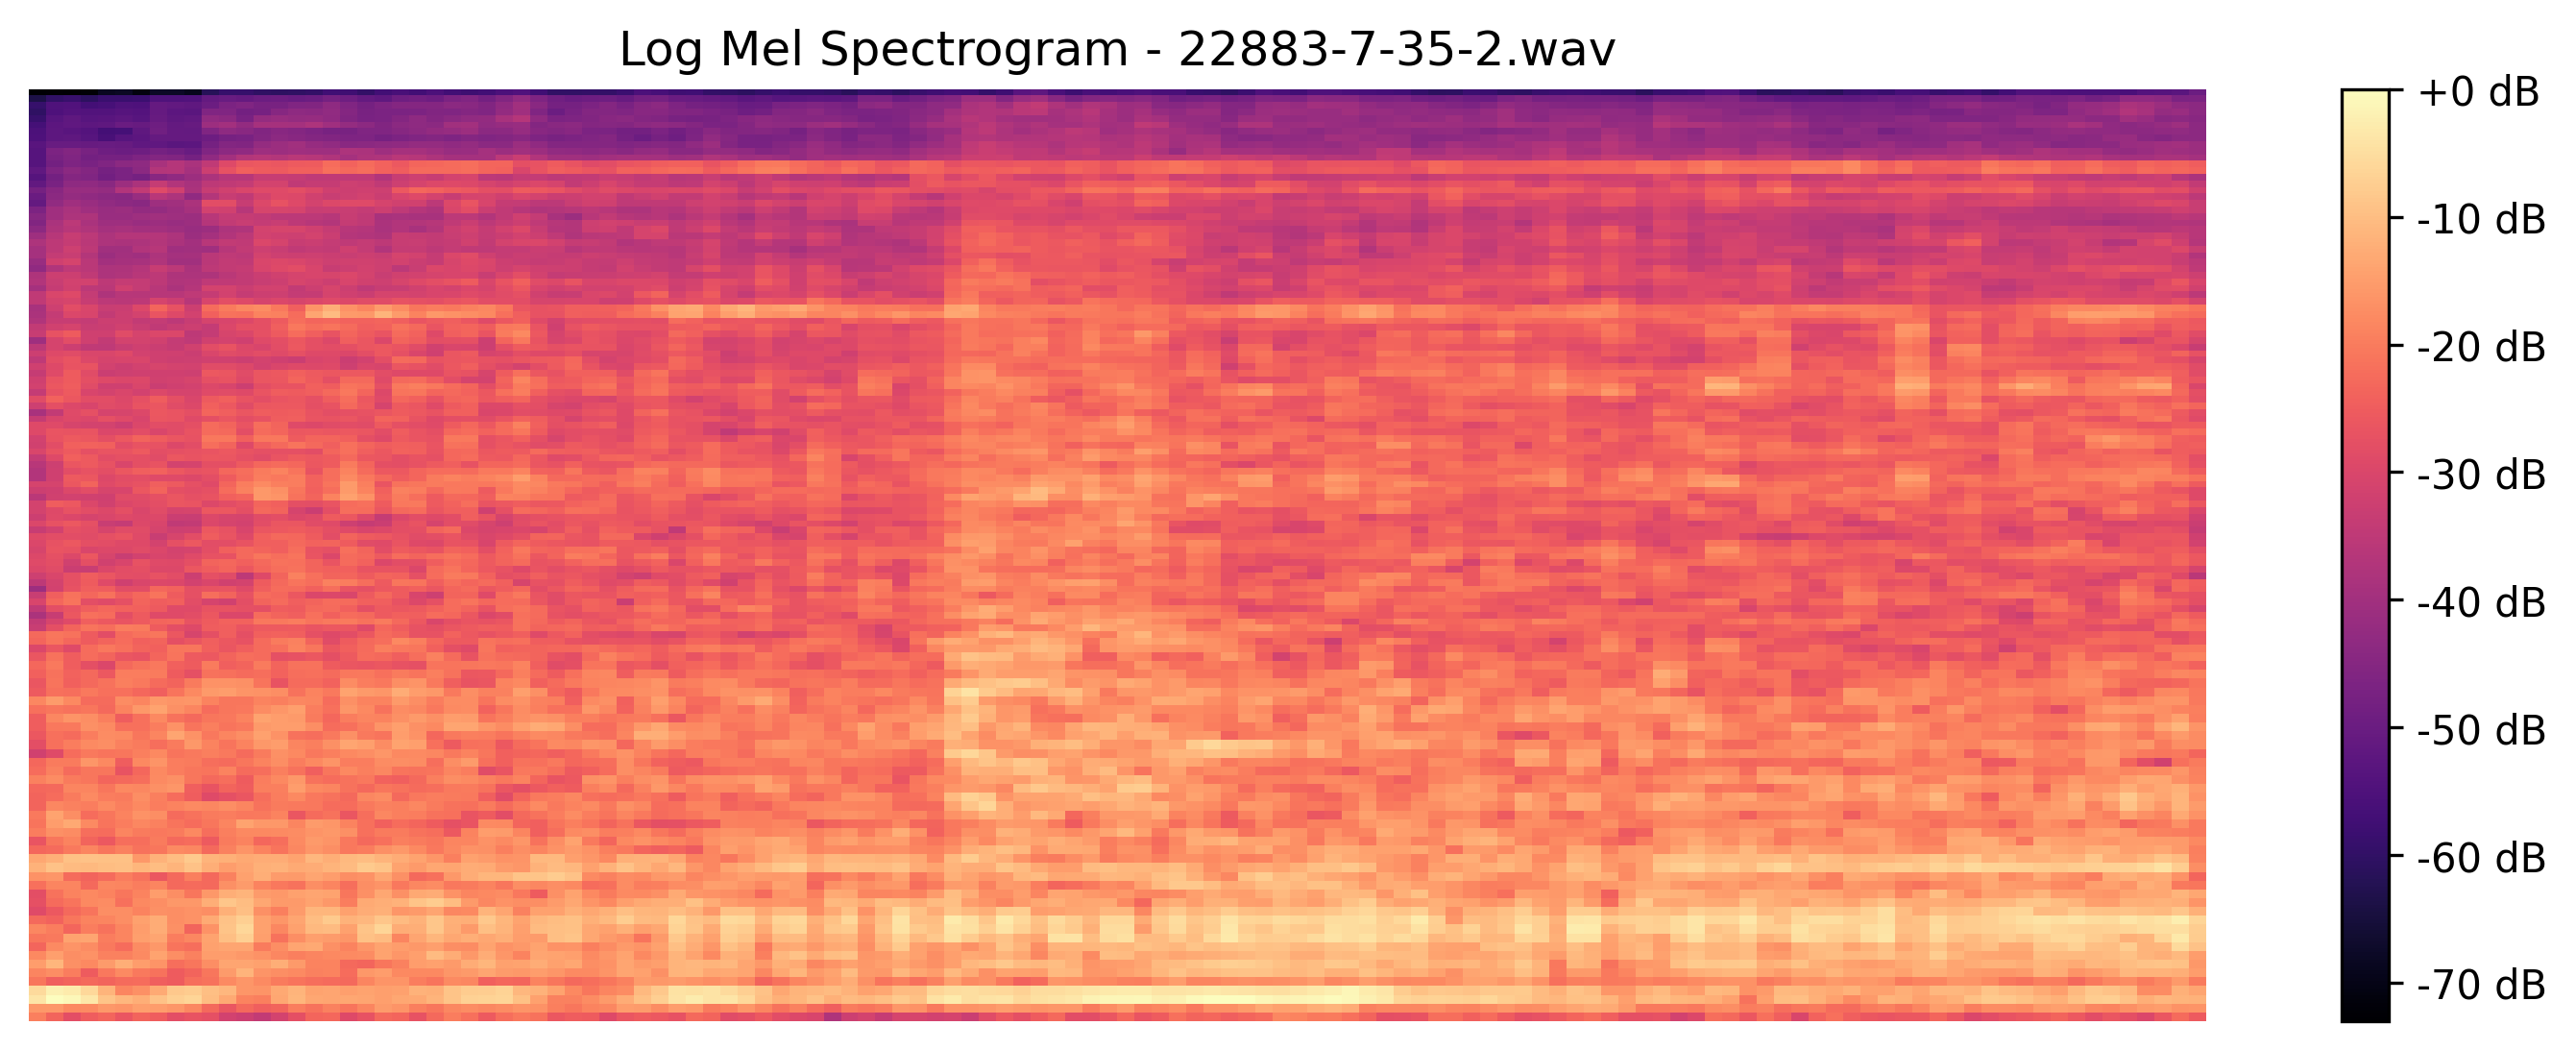 Log Mel Spectrogram - 22883-7-35-2.wav
+0 dB
-10 dB
-20 dB
-30 dB
-40 dB
-50 dB
-60 dB
-70 dB